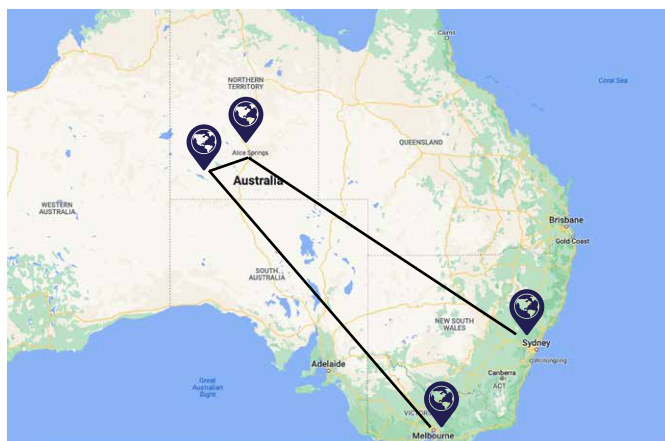 Cairns
Coral Sea
NORTHERN
TERRITORY
QUEENSLAND
Alice Springs
Australia
WESTERN
AUSTRALIA
Brisbane
Gold Coast
SOUTH
AUSTRALIA
NEW SOUTH
WALES
Sydney
Wollongong
Adelaide
Canberra
ACT
Great
Australian
Bight
Melbourne